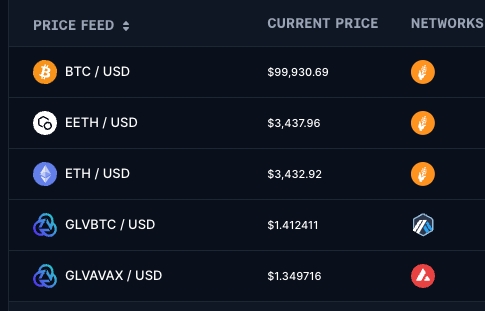 PRICE FEED CURRENT PRICE NETWORKS
BTC / USD $99,930.69
EETH / USD $3,437.96
ETH / USD $3,432.92
GLVBTC / USD $1.412411
GLVAVAX / USD $1.349716